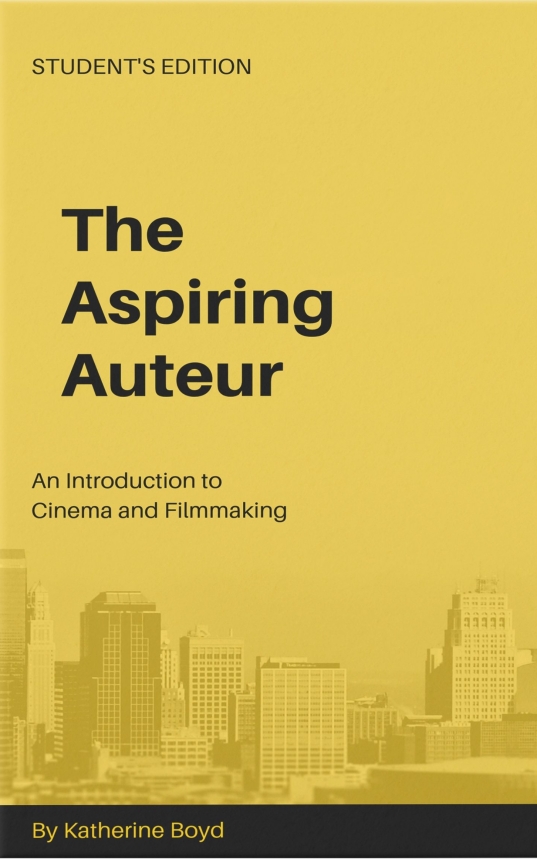 STUDENT'S EDITION
The
Aspiring
Auteur
An Introduction to
Cinema and Filmmaking
By Katherine Boyd